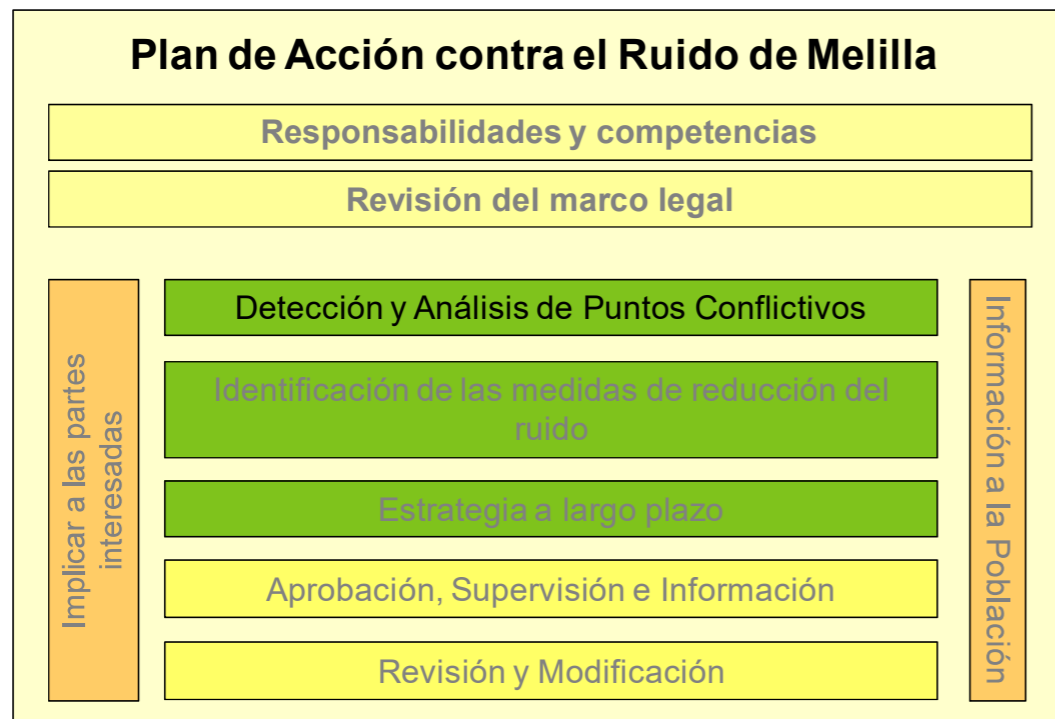 Plan de Acción contra el Ruido de Melilla
Responsabilidades y competencias
Revisión del marco legal
Implicar a las partes
interesadas
Detección y Análisis de Puntos Conflictivos
Identificación de las medidas de reducción del
ruido
Estrategia a largo plazo
Aprobación, Supervisión e Información
Revisión y Modificación
Información a la Población